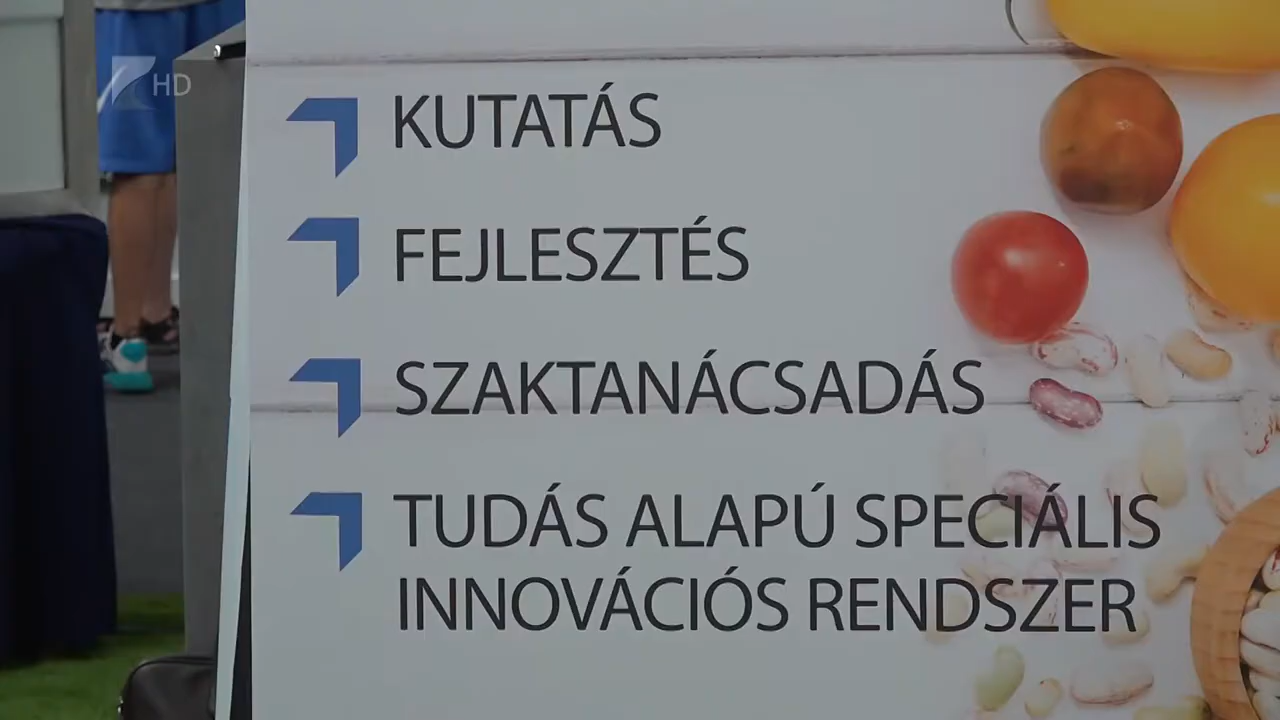 HD
KUTATÁS
FEJLESZTÉS
SZAKTANÁCSADÁS
TUDÁS ALAPÚ SPECIÁLIS
INNOVÁCIÓS RENDSZER